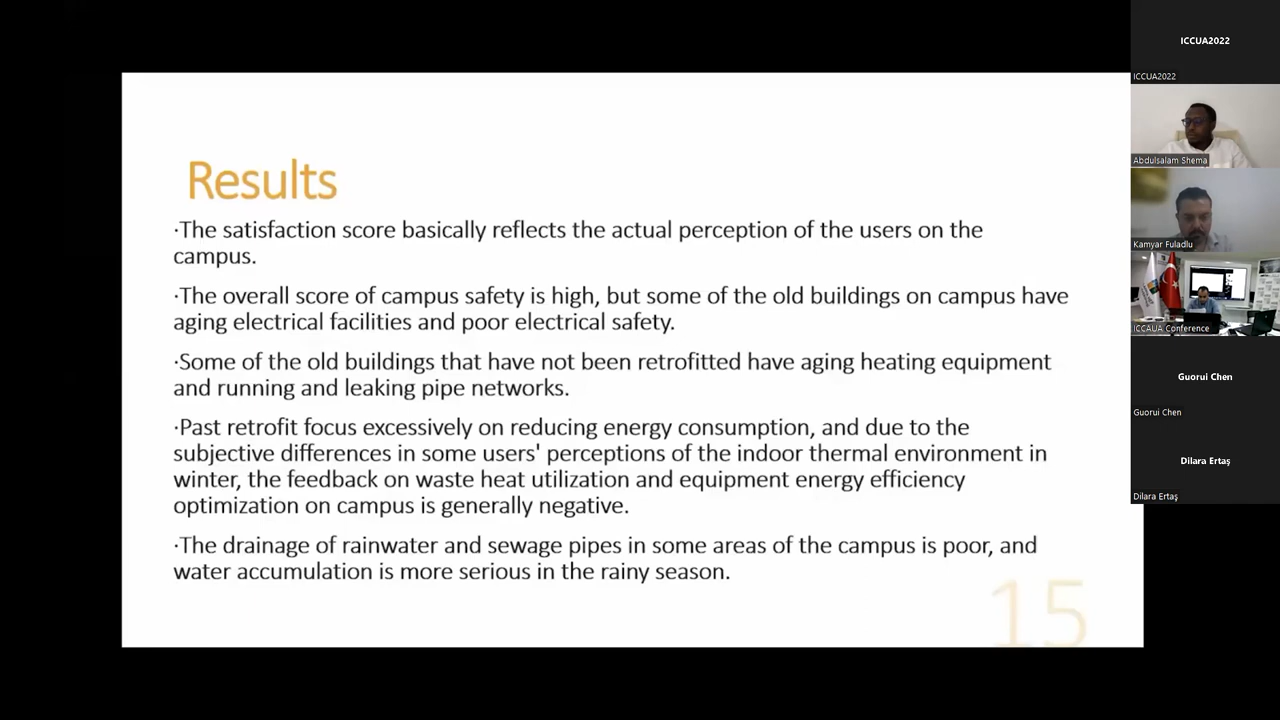 Results
·The satisfaction score basically reflects the actual perception of the users on the
campus.
·The overall score of campus safety is high, but some of the old buildings on campus have
aging electrical facilities and poor electrical safety.
·Some of the old buildings that have not been retrofitted have aging heating equipment
and running and leaking pipe networks.
·Past retrofit focus excessively on reducing energy consumption, and due to the
subjective differences in some users' perceptions of the indoor thermal environment in
winter, the feedback on waste heat utilization and equipment energy efficiency
optimization on campus is generally negative.
·The drainage of rainwater and sewage pipes in some areas of the campus is poor, and
water accumulation is more serious in the rainy season.
15
ICCUA2022
ICCUA2022
Abdulsalam Shema
Kamyar Fuladlu
ICCAUA Conference
Guorui Chen
Guorui Chen
Dilara Ertaş
Dilara Ertaş